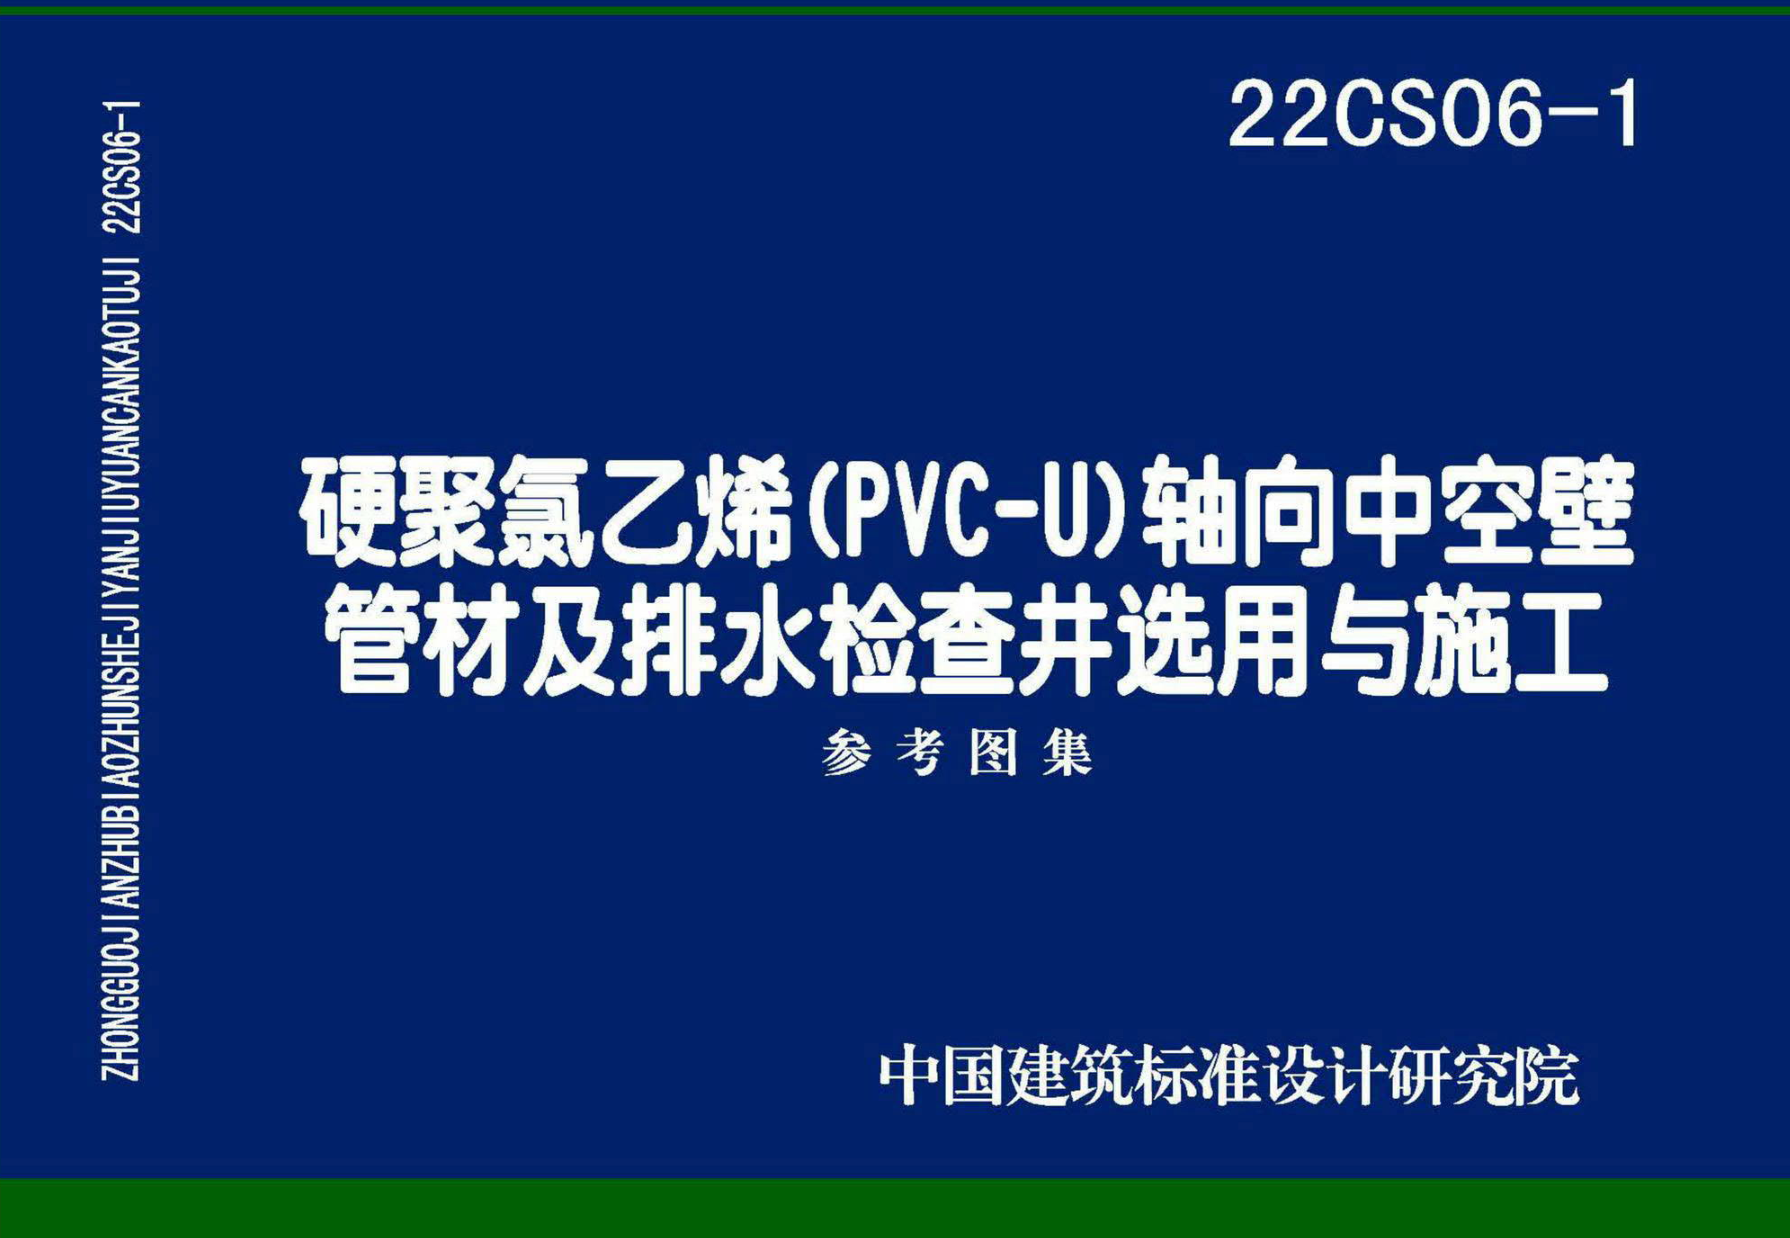 22CS06-1
ZHONGGUOJIANZHUBIAOZHUNSHEJIYANJIUYUANCANKAOTUJI 22CS06-1
硬聚氯乙烯(PVC-U)轴向中空壁
管材及排水检查井选用与施工
参考图集
中国建筑标准设计研究院